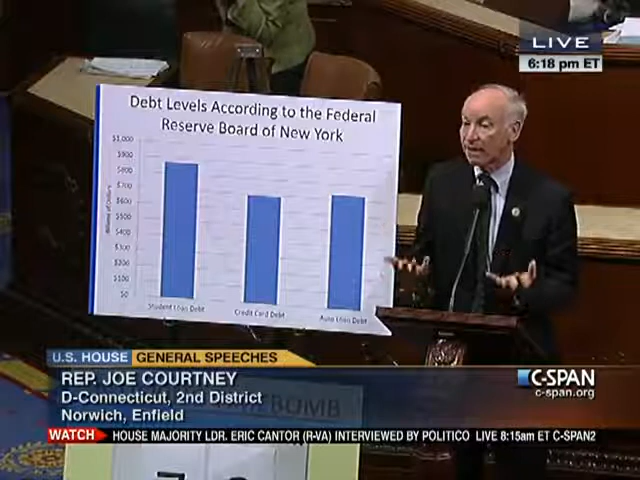 LIVE
6:18 pm ET
Debt Levels According to the Federal
Reserve Board of New York
$1,000
$900
$800
$700
$600
$500
$400
$300
$200
$100
$0
Student Loan Debt
Credit Card Debt
Auto Loan Debt
U.S. HOUSE GENERAL SPEECHES
REP. JOE COURTNEY
D-Connecticut, 2nd District
Norwich, Enfield
C-SPAN
c-span.org
BOMB
WATCH HOUSE MAJORITY LDR. ERIC CANTOR (R-VA) INTERVIEWED BY POLITICO LIVE 8:15am ET C-SPAN2